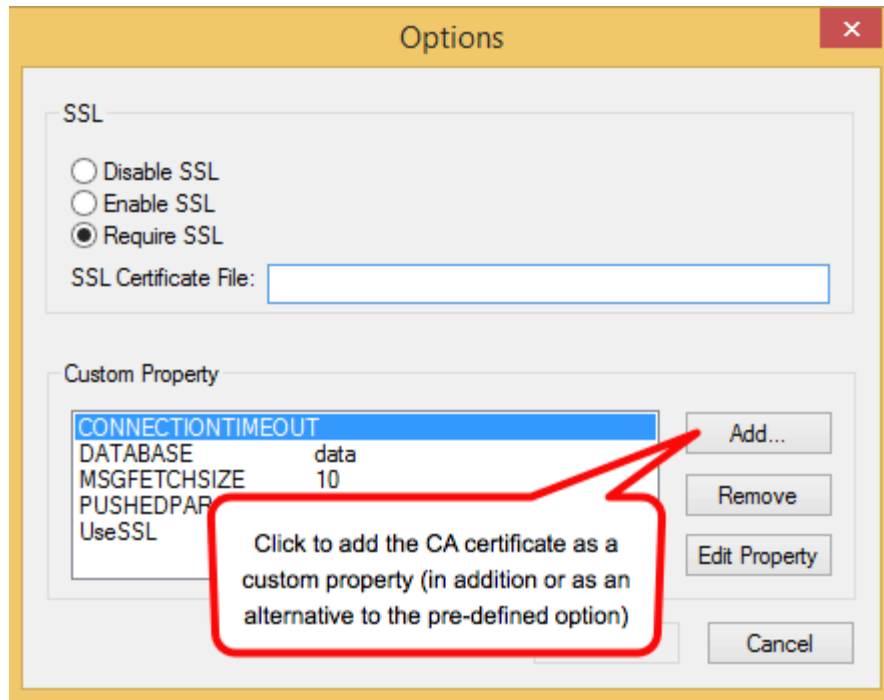 Options
SSL
Disable SSL
Enable SSL
Require SSL
SSL Certificate File:
Custom Property
CONNECTIONTIMEOUT
DATABASE data
MSGFETCHSIZE 10
UseSSL
Add...
Remove
Edit Property
Click to add the CA certificate as a
custom property (in addition or as an
alternative to the pre-defined option)
Cancel